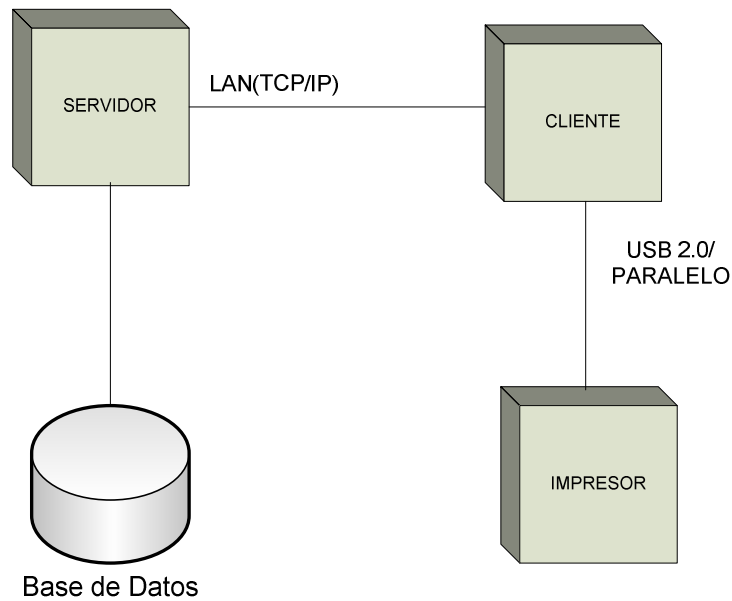 SERVIDOR
LAN(TCP/IP)
CLIENTE
USB 2.0/
PARALELO
IMPRESOR
Base de Datos